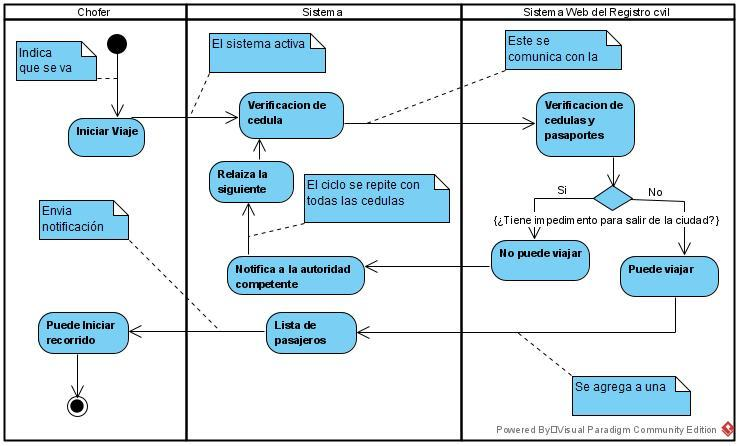 Chofer
Sistema
Sistema Web del Registro cvil
Indica
que se va
El sistema activa
Este se
comunica con la
Iniciar Viaje
Verificacion de
cedula
Verificacion de
cedulas y
pasaportes
Relaiza la
siguiente
El ciclo se repite con
todas las cedulas
Si
No
{¿Tiene impedimento para salir de la ciudad?}
Envia
notificación
Notifica a la autoridad
competente
No puede viajar
Puede viajar
Puede Iniciar
recorrido
Lista de
pasajeros
Se agrega a una
Powered By Visual Paradigm Community Edition